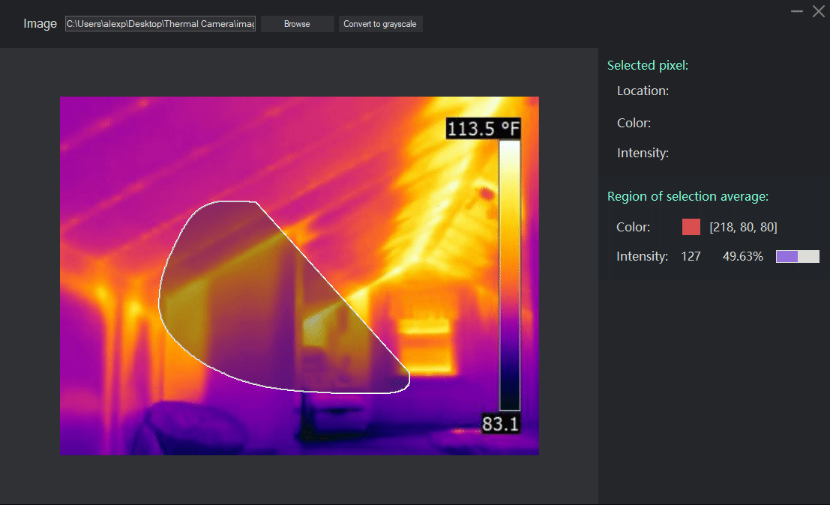 Image C:\Users\alexp\Desktop\Thermal Camera\imag Browse Convert to grayscale
Selected pixel:
Location:
Color:
Intensity:
113.5 °F
83.1
Region of selection average:
Color: [218, 80, 80]
Intensity: 127 49.63%